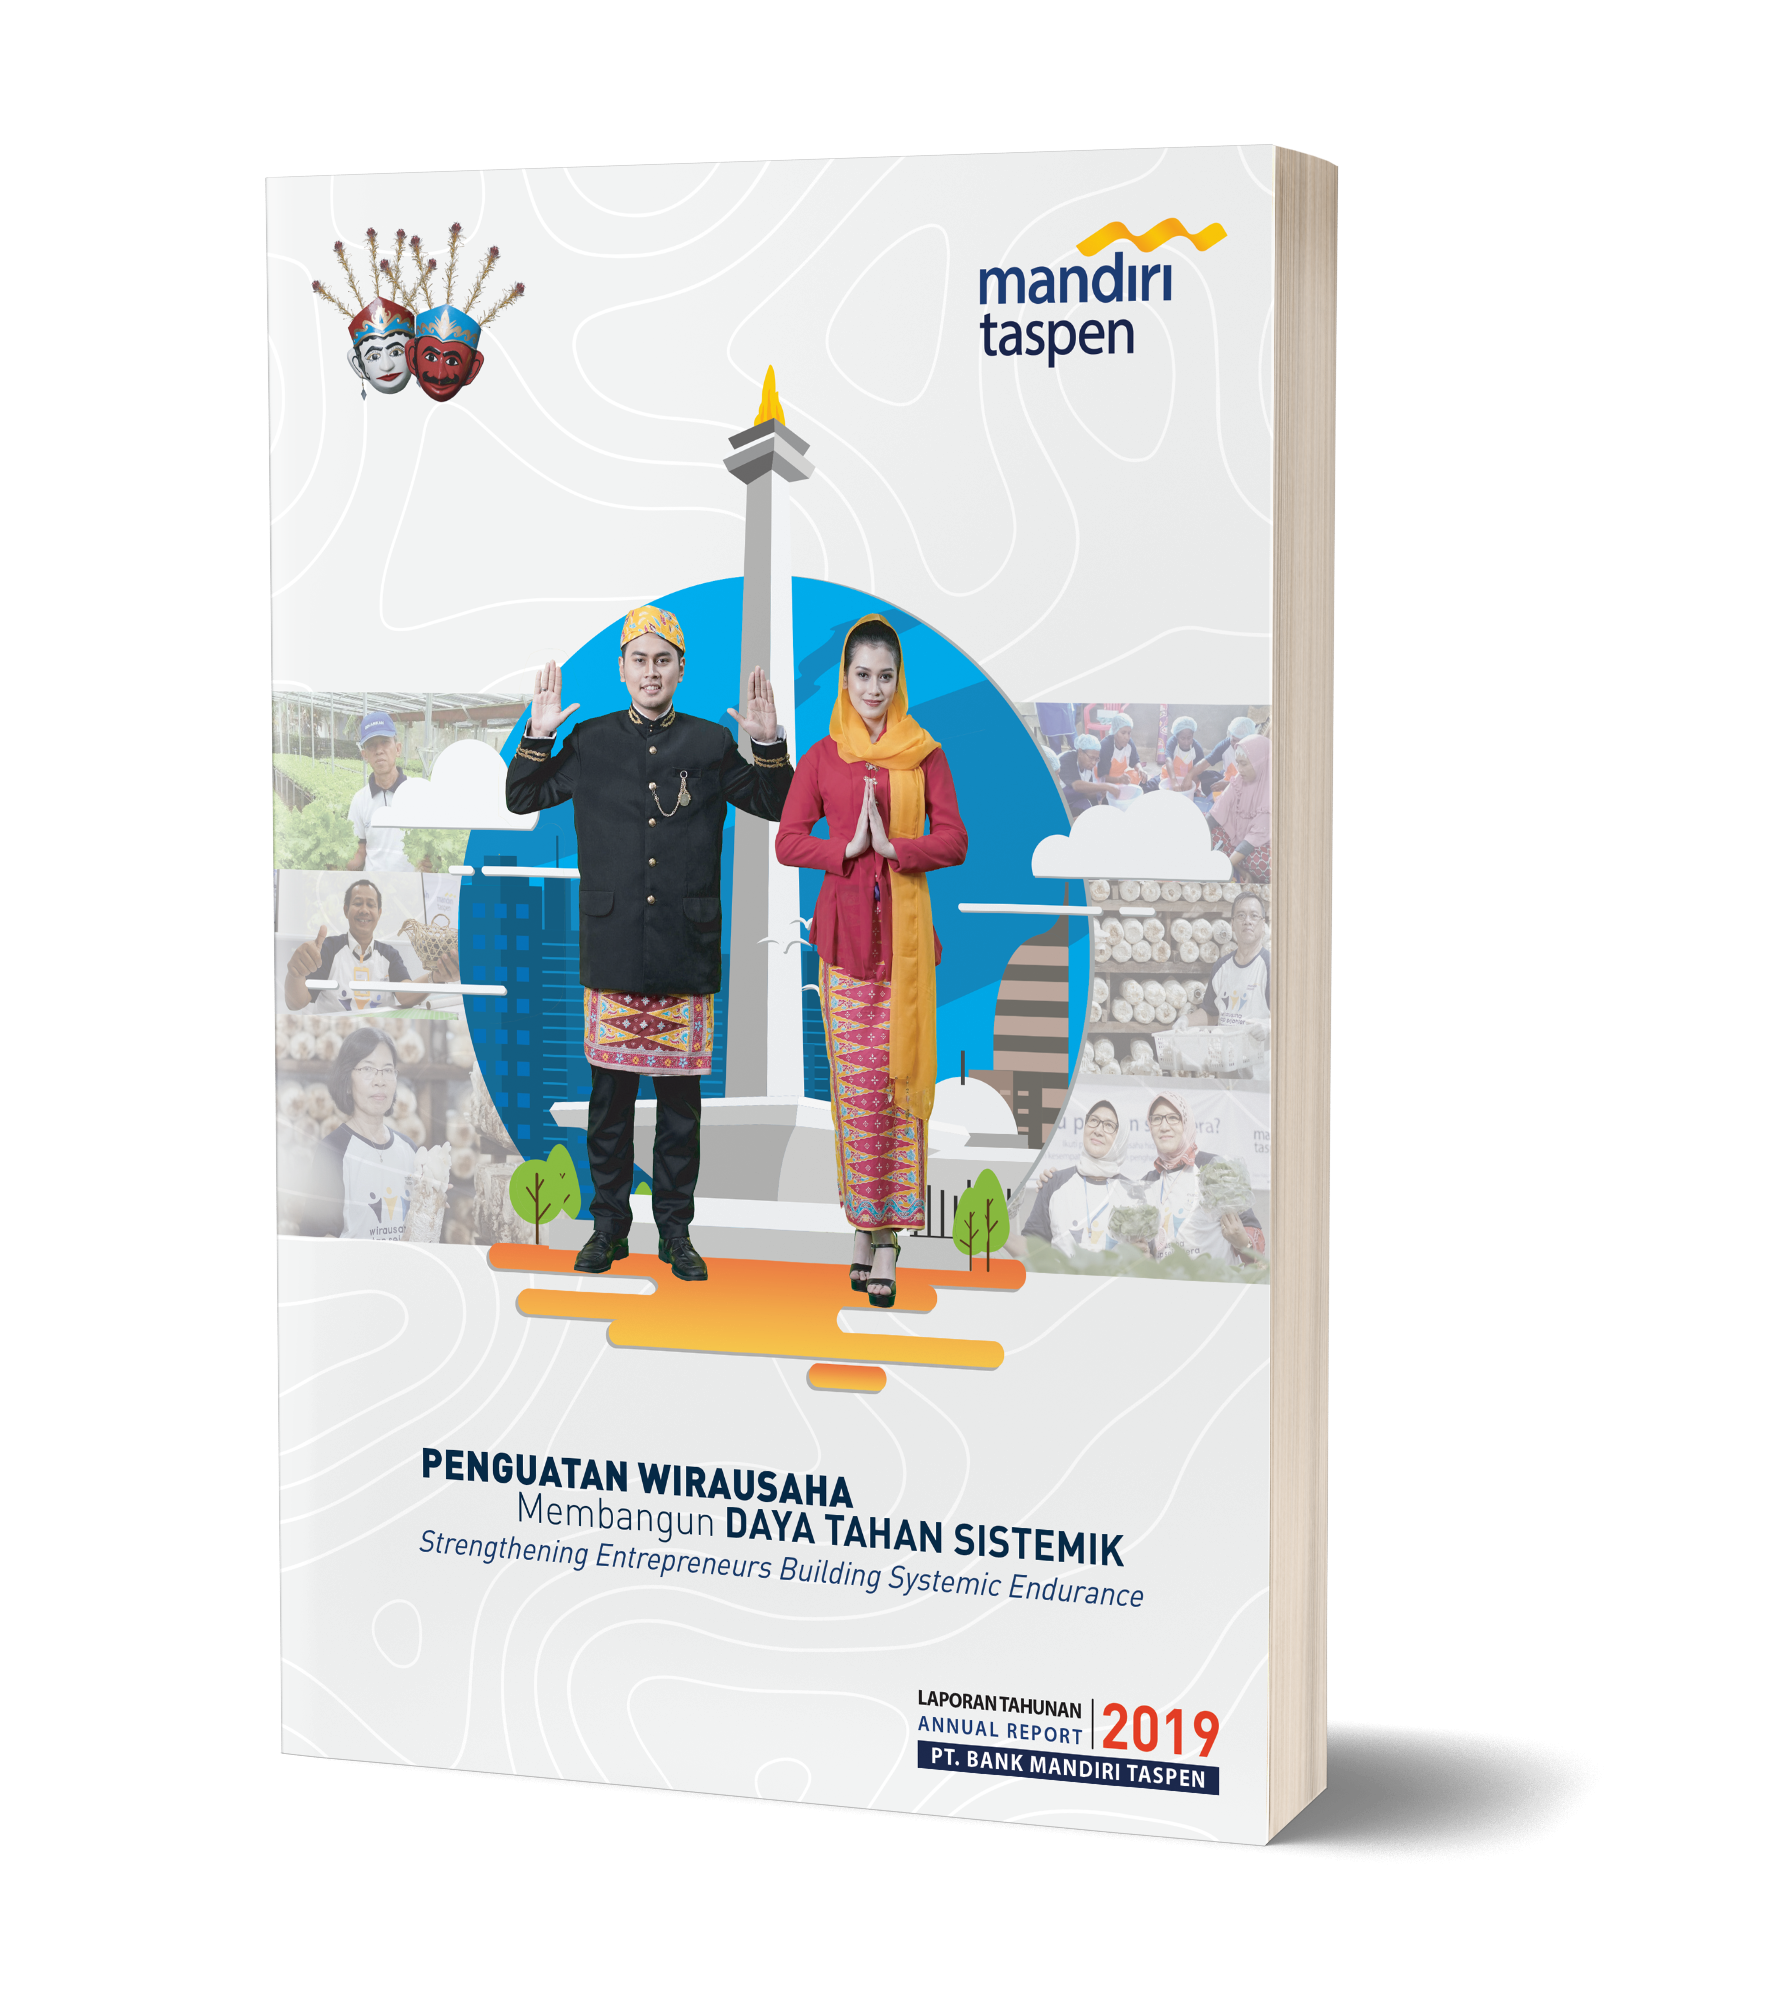 mandiri
taspen
PENGUATAN WIRAUSAHA
Membangun DAYA TAHAN SISTEMIK
Strengthening Entrepreneurs Building Systemic Endurance
LAPORAN TAHUNAN
ANNUAL REPORT
2019
PT. BANK MANDIRI TASPEN